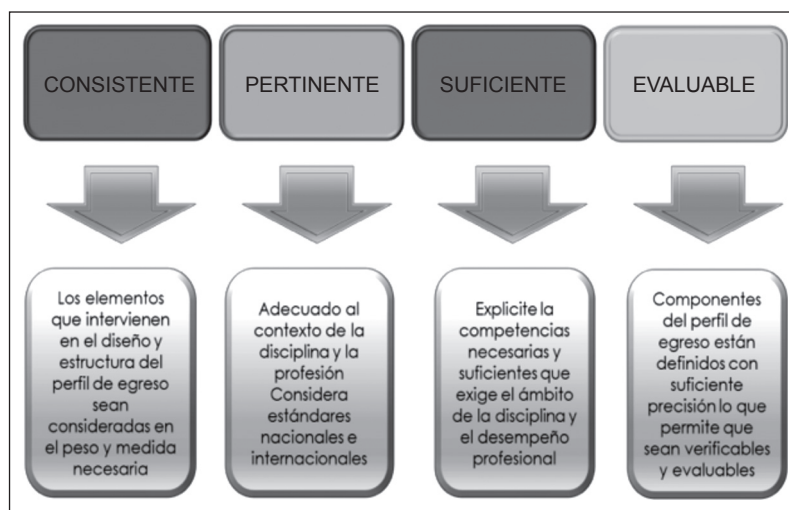 CONSISTENTE
PERTINENTE
SUFICIENTE
EVALUABLE
Los elementos
que intervienen
en el diseño y
estructura del
perfil de egreso
sean
consideradas en
el peso y medida
necesaria
Adecuado al
contexto de la
disciplina y la
profesión
Considera
estándares
nacionales e
internacionales
Explicite la
competencias
necesarias y
suficientes que
exige el ámbito
de la disciplina y
el desempeño
profesional
Componentes
del perfil de
egreso están
definidos con
suficiente
precisión lo que
permite que
sean verificables
y evaluables